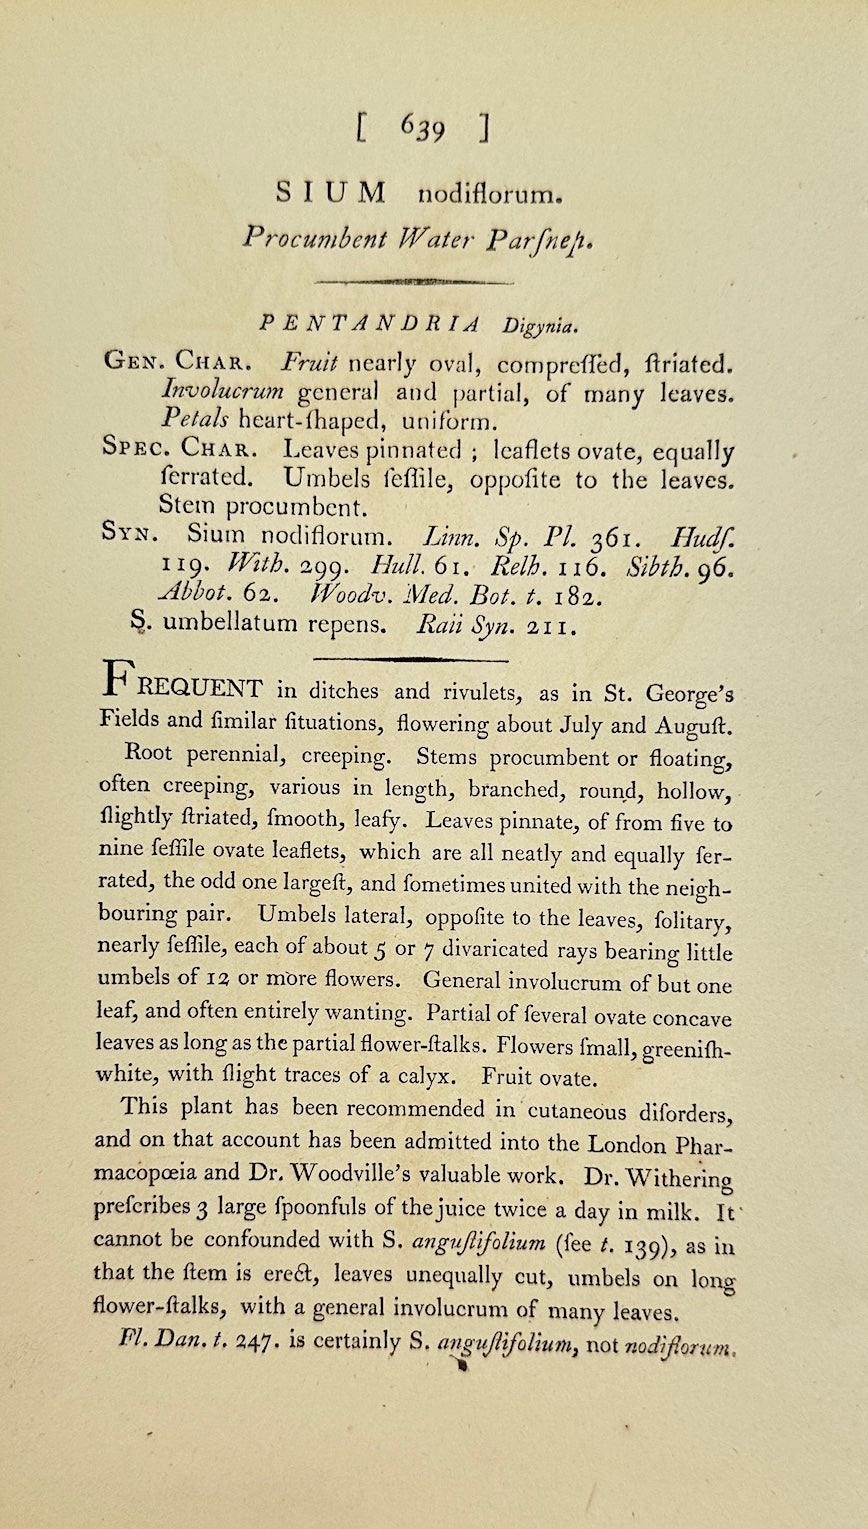 [ 639 ]
SIUM nodiflorum.
Procumbent Water Parſnep.
PENTANDRIA Digynia.
GEN. CHAR. Fruit nearly oval, compreſſed, ſtriated.
Involucrum general and partial, of many leaves.
Petals heart-ſhaped, uniform.
SPEC. CHAR. Leaves pinnated ; leaflets ovate, equally
ſerrated. Umbels ſeſſile, oppoſite to the leaves.
Stem procumbent.
SYN. Sium nodiflorum. Linn. Sp. Pl. 361. Hudſ.
119. With. 299. Hull. 61. Relh. 116. Sibth. 96.
Abbot. 62. Woodv. Med. Bot. t. 182.
S. umbellatum repens. Raii Syn. 211.
FREQUENT in ditches and rivulets, as in St. George's
Fields and ſimilar ſituations, flowering about July and Auguſt.
Root perennial, creeping. Stems procumbent or floating,
often creeping, various in length, branched, round, hollow,
ſlightly ſtriated, ſmooth, leafy. Leaves pinnate, of from five to
nine ſeſſile ovate leaflets, which are all neatly and equally ſer-
rated, the odd one largeſt, and ſometimes united with the neigh-
bouring pair. Umbels lateral, oppoſite to the leaves, ſolitary,
nearly ſeſſile, each of about 5 or 7 divaricated rays bearing little
umbels of 12 or more flowers. General involucrum of but one
leaf, and often entirely wanting. Partial of ſeveral ovate concave
leaves as long as the partial flower-ſtalks. Flowers ſmall, greeniſh-
white, with ſlight traces of a calyx. Fruit ovate.
This plant has been recommended in cutaneous diſorders,
and on that account has been admitted into the London Phar-
macopœia and Dr. Woodville's valuable work. Dr. Withering
preſcribes 3 large ſpoonfuls of the juice twice a day in milk. It
cannot be confounded with S. anguſtifolium (ſee t. 139), as in
that the ſtem is erect, leaves unequally cut, umbels on long
flower-ſtalks, with a general involucrum of many leaves.
Fl. Dan. t. 247. is certainly S. anguſtifolium, not nodiflorum.